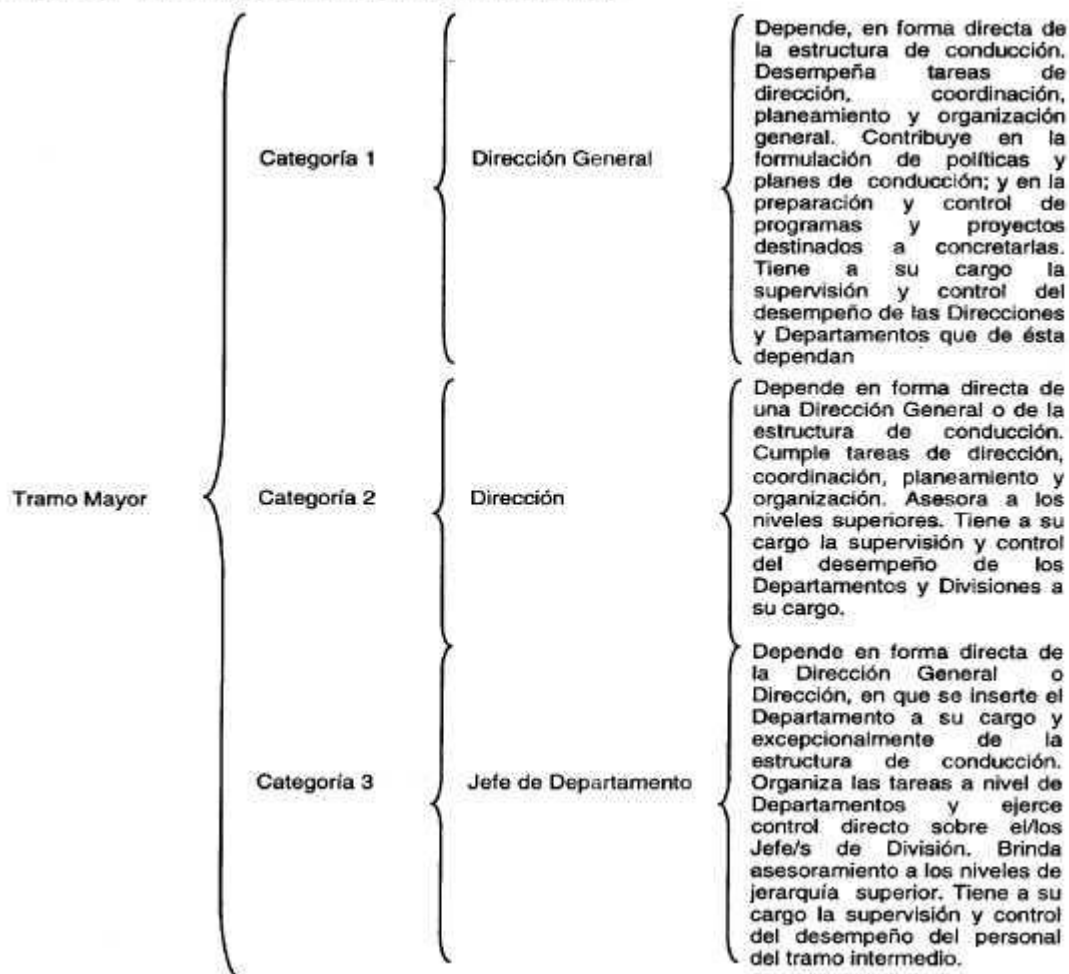 Tramo Mayor
Categoría 1
Dirección General
Depende, en forma directa de
la estructura de conducción.
Desempeña tareas de
dirección, coordinación,
planeamiento y organización
general. Contribuye en la
formulación de políticas y
planes de conducción; y en la
preparación y control de
programas y proyectos
destinados a concretarlas.
Tiene a su cargo la
supervisión y control del
desempeño de las Direcciones
y Departamentos que de ésta
dependan
Categoría 2
Dirección
Depende en forma directa de
una Dirección General o de la
estructura de conducción.
Cumple tareas de dirección,
coordinación, planeamiento y
organización. Asesora a los
niveles superiores. Tiene a su
cargo la supervisión y control
del desempeño de los
Departamentos y Divisiones a
su cargo.
Categoría 3
Jefe de Departamento
Depende en forma directa de
la Dirección General o
Dirección, en que se inserte el
Departamento a su cargo y
excepcionalmente de la
estructura de conducción.
Organiza las tareas a nivel de
Departamentos y ejerce
control directo sobre el/los
Jefe/s de División. Brinda
asesoramiento a los niveles de
jerarquía superior. Tiene a su
cargo la supervisión y control
del desempeño del personal
del tramo intermedio.